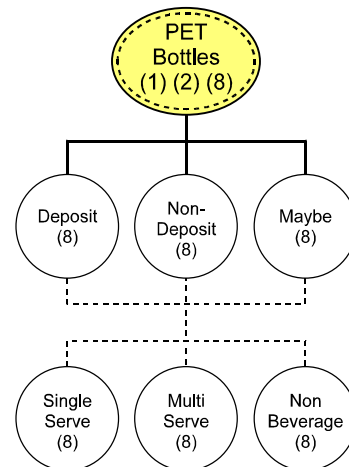 PET
Bottles
(1) (2) (8)
Deposit
(8)
Non-
Deposit
(8)
Maybe
(8)
Single
Serve
(8)
Multi
Serve
(8)
Non
Beverage
(8)